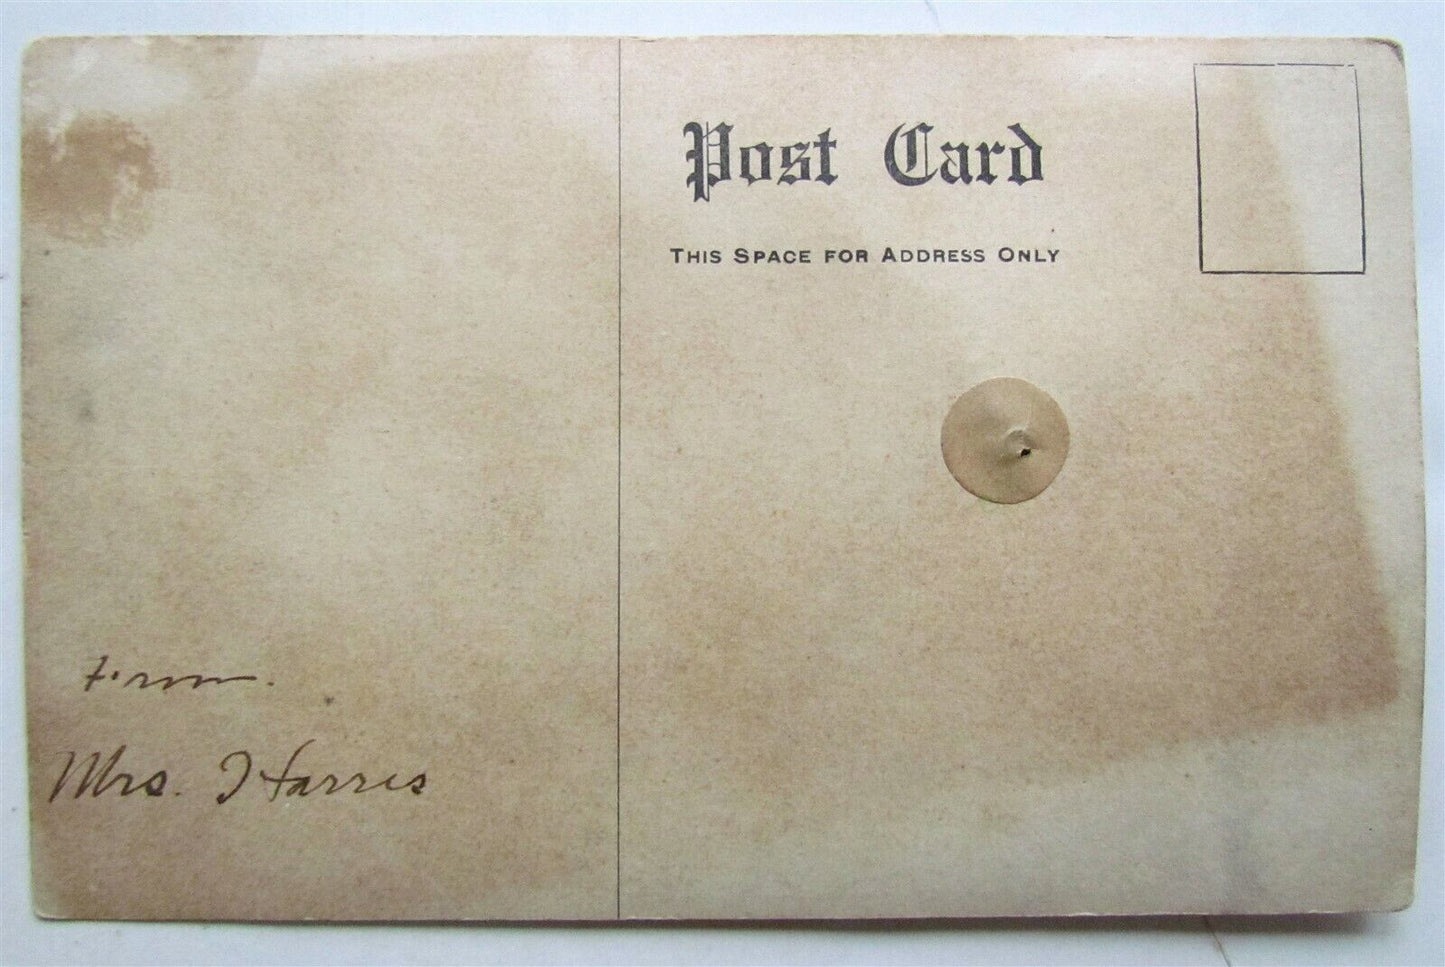 Post Card
THIS SPACE FOR ADDRESS ONLY
from.
Mrs. Harris